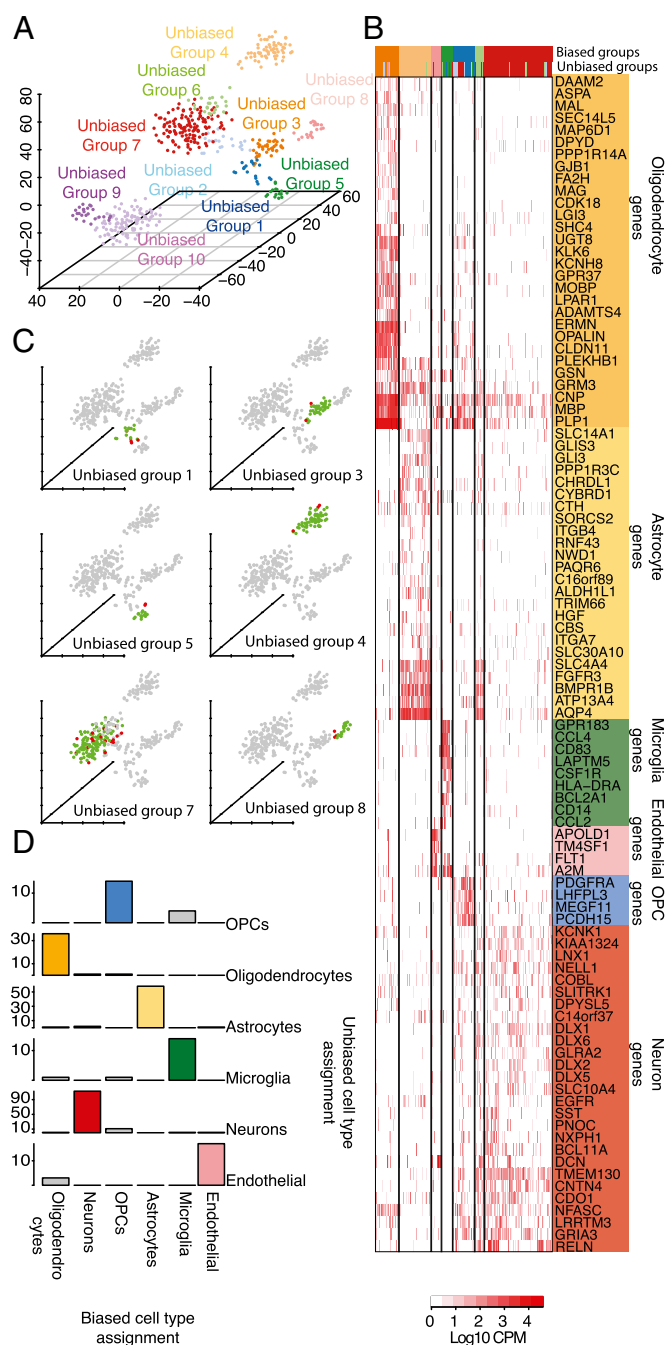 A
Unbiased
Group 4
Unbiased
Group 6
Unbiased
Group 8
Unbiased
Group 3
Unbiased
Group 7
Unbiased
Group 2
Unbiased
Group 5
Unbiased
Group 9
Unbiased
Group 1
Unbiased
Group 10
80
60
40
20
0
−20
−40
−60
40
20
0
−20
−40
−60
−40
−20
0
20
40
60
B
Biased groups
Unbiased groups
DAAM2
ASPA
MAL
SEC14L5
MAP6D1
DPYD
PPP1R14A
GJB1
FA2H
MAG
CDK18
LGI3
SHC4
UGT8
KLK6
KCNH8
GPR37
MOBP
LPAR1
ADAMTS4
ERMN
OPALIN
CLDN11
PLEKHB1
GSN
GRM3
CNP
MBP
PLP1
SLC14A1
GLIS3
GLI3
PPP1R3C
CHRDL1
CYBRD1
CTH
SORCS2
ITGB4
RNF43
NWD1
PAQR6
C16orf89
ALDH1L1
TRIM66
HGF
CBS
ITGA7
SLC30A10
SLC4A4
FGFR3
BMPR1B
ATP13A4
AQP4
GPR183
CCL4
CD83
LAPTM5
CSF1R
HLA−DRA
BCL2A1
CD14
CCL2
APOLD1
TM4SF1
FLT1
A2M
PDGFRA
LHFPL3
MEGF11
PCDH15
KCNK1
KIAA1324
LNX1
NELL1
COBL
SLITRK1
DPYSL5
C14orf37
DLX1
DLX6
GLRA2
DLX2
DLX5
SLC10A4
EGFR
SST
PNOC
NXPH1
BCL11A
DCN
TMEM130
CNTN4
CDO1
NFASC
LRRTM3
GRIA3
RELN
Oligodendrocyte
genes
Astrocyte
genes
Microglia
genes
Endothelial
genes
OPC
genes
Neuron
genes
0
1
2
3
4
Log10 CPM
C
Unbiased group 1
Unbiased group 3
Unbiased group 5
Unbiased group 4
Unbiased group 7
Unbiased group 8
D
10
OPCs
30
10
Oligodendrocytes
50
30
10
Astrocytes
10
Microglia
90
50
10
Neurons
10
Endothelial
Oligodendro
cytes
Neurons
OPCs
Astrocytes
Microglia
Endothelial
Unbiased cell type
assignment
Biased cell type
assignment